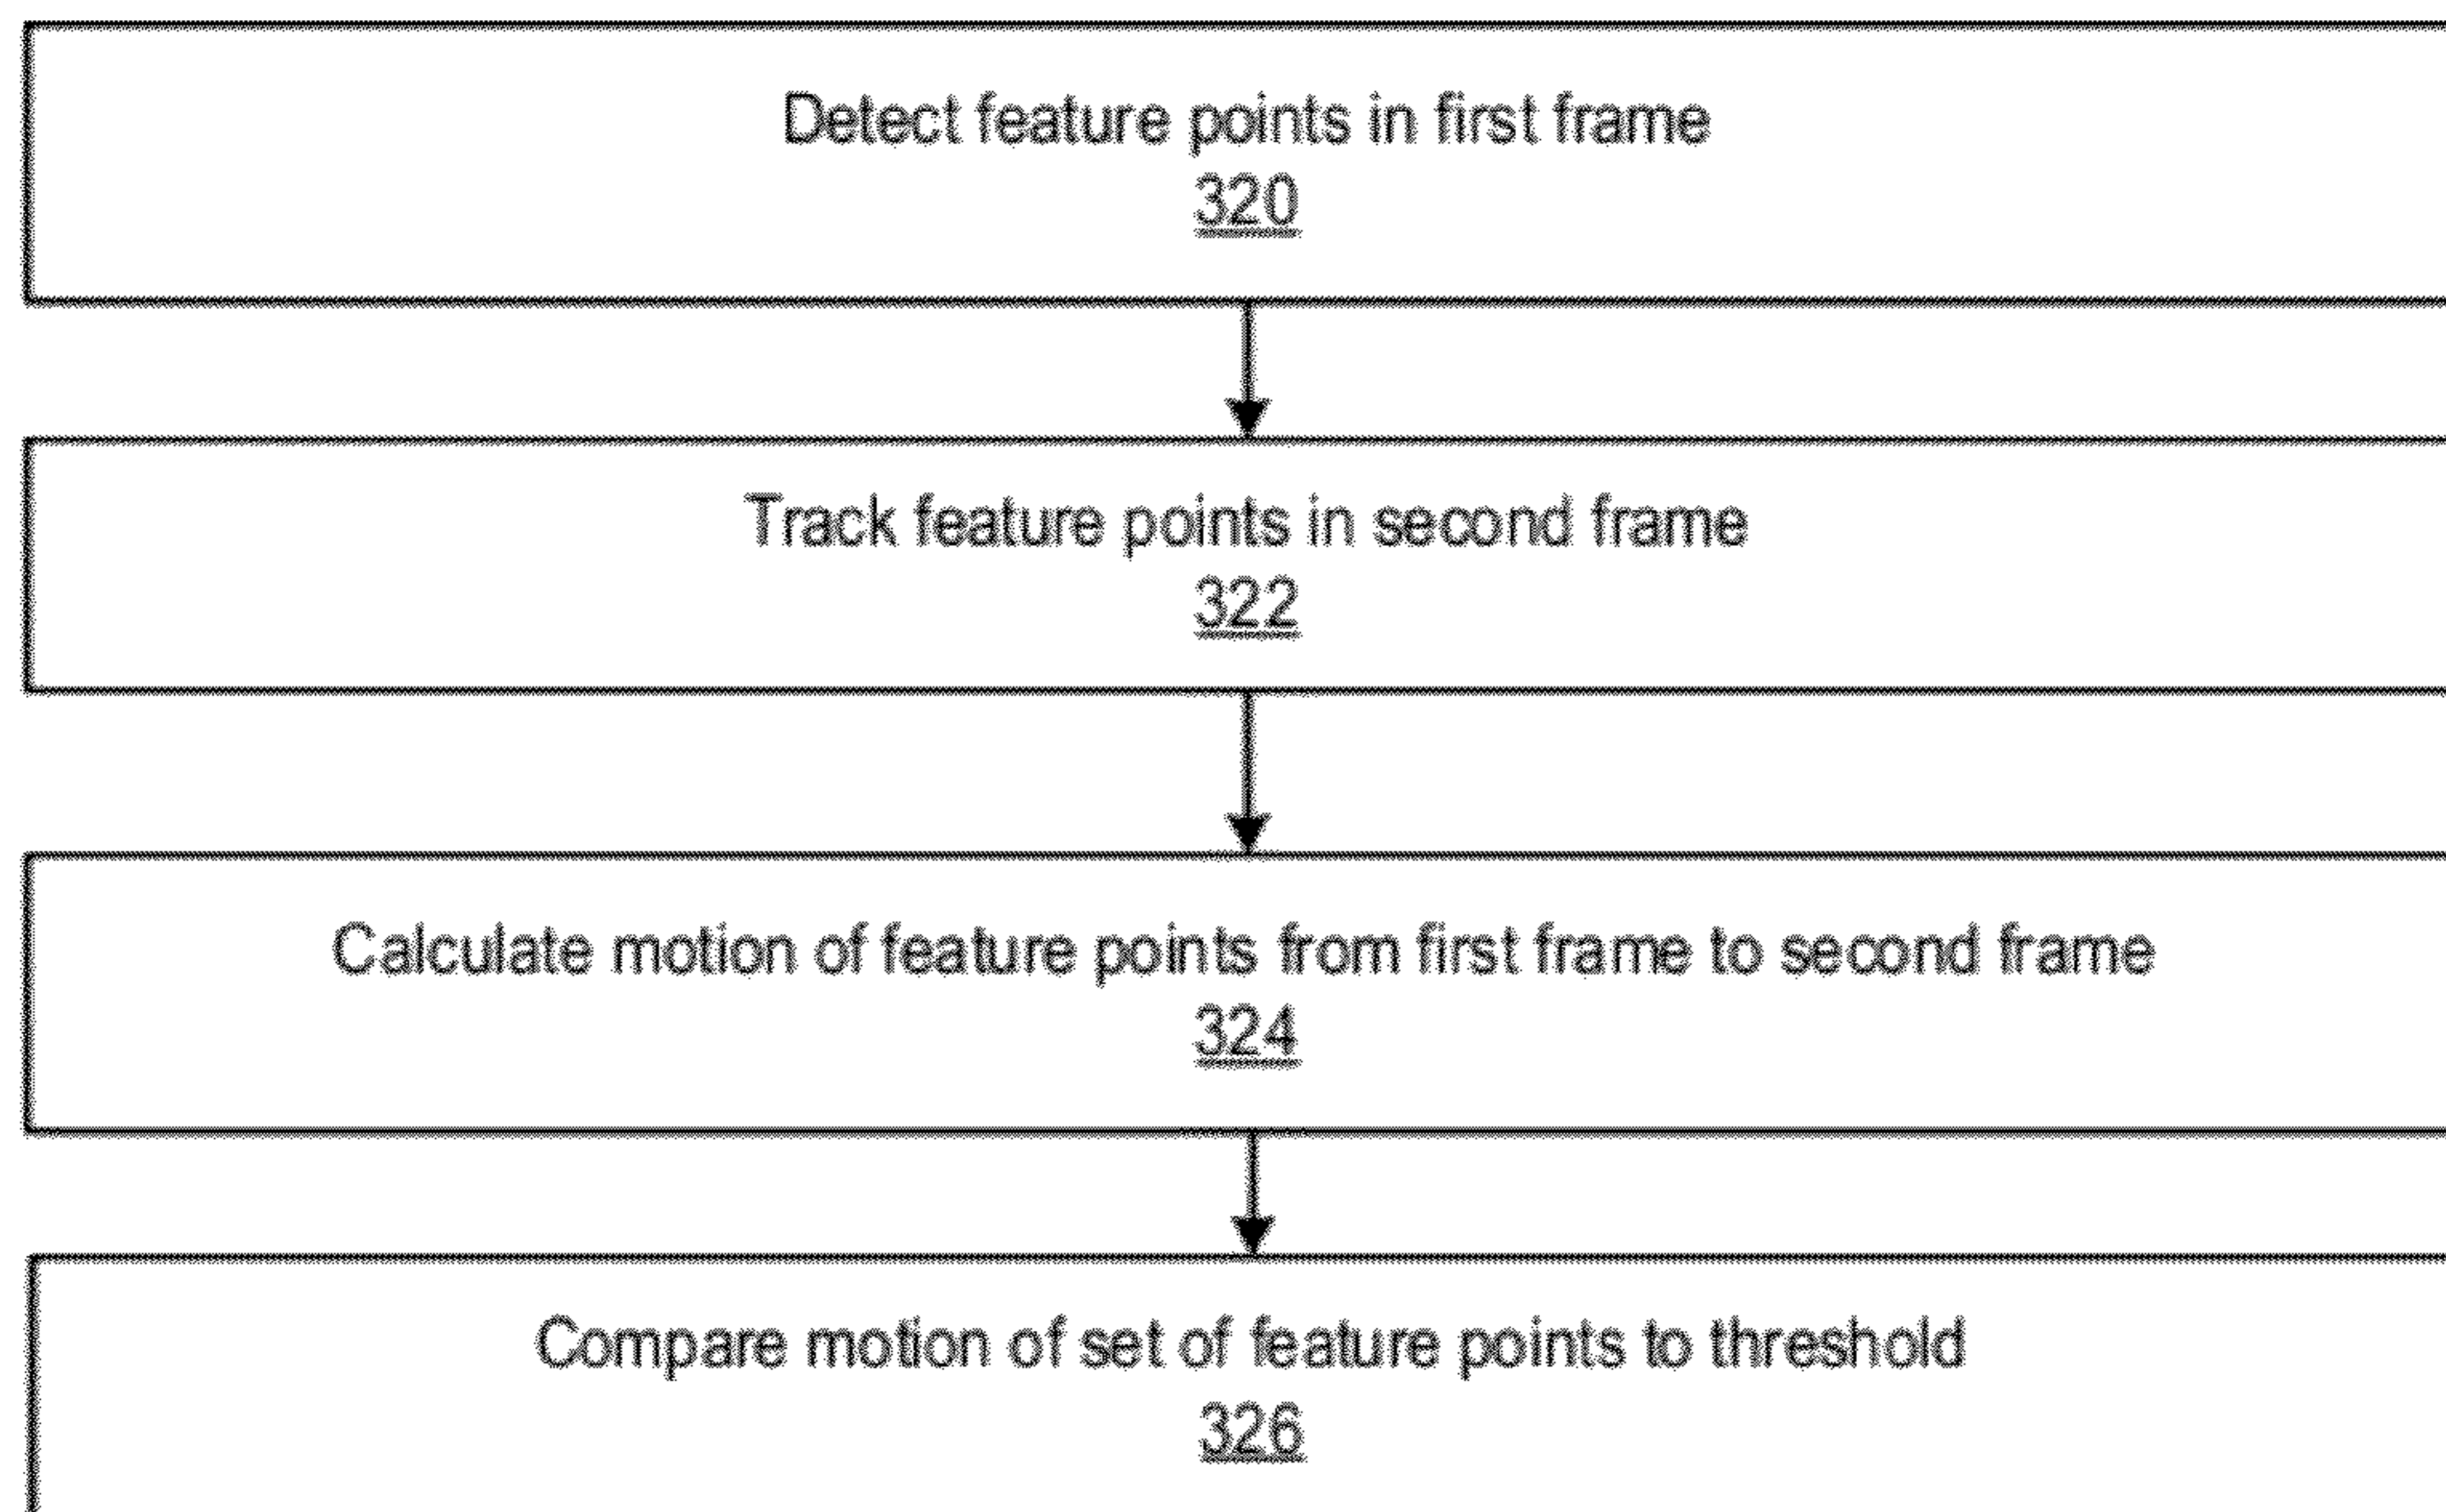 Detect feature points in first frame
320
Track feature points in second frame
322
Calculate motion of feature points from first frame to second frame
324
Compare motion of set of feature points to threshold
326